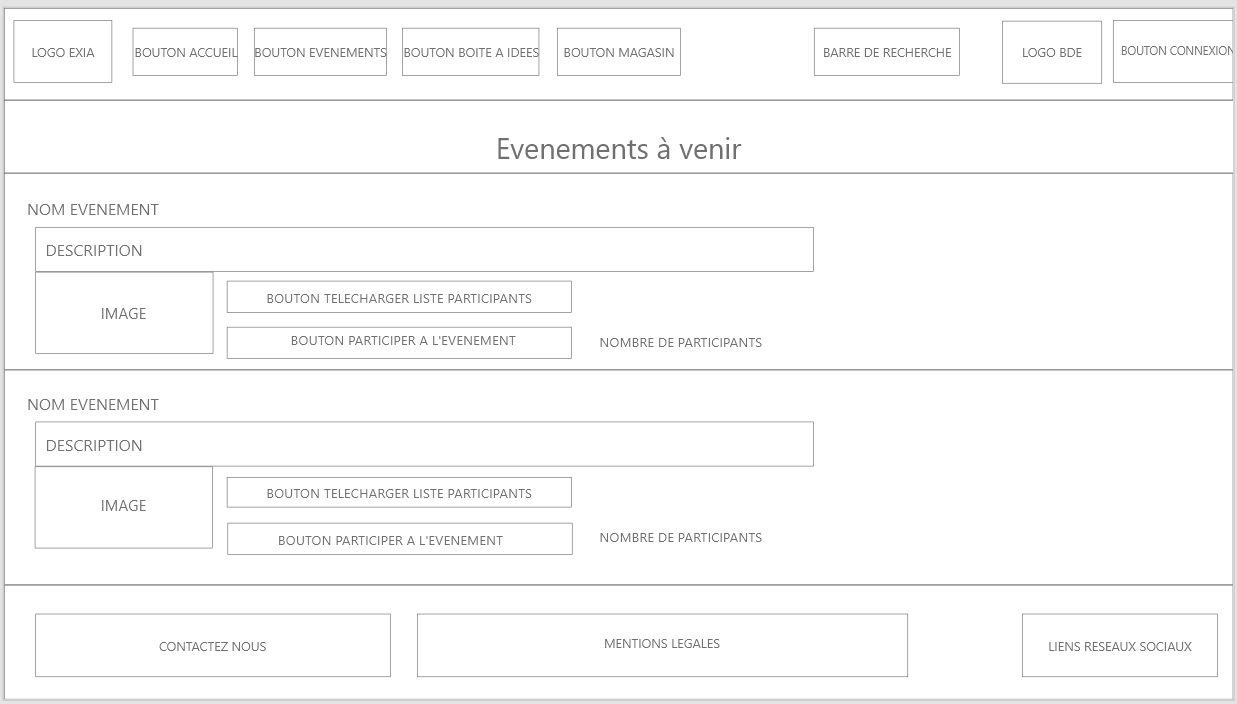 LOGO EXIA
BOUTON ACCUEIL
BOUTON EVENEMENTS
BOUTON BOITE A IDEES
BOUTON MAGASIN
BARRE DE RECHERCHE
LOGO BDE
BOUTON CONNEXION
Evenements à venir
NOM EVENEMENT
DESCRIPTION
IMAGE
BOUTON TELECHARGER LISTE PARTICIPANTS
BOUTON PARTICIPER A L'EVENEMENT
NOMBRE DE PARTICIPANTS
NOM EVENEMENT
DESCRIPTION
IMAGE
BOUTON TELECHARGER LISTE PARTICIPANTS
BOUTON PARTICIPER A L'EVENEMENT
NOMBRE DE PARTICIPANTS
CONTACTEZ NOUS
MENTIONS LEGALES
LIENS RESEAUX SOCIAUX